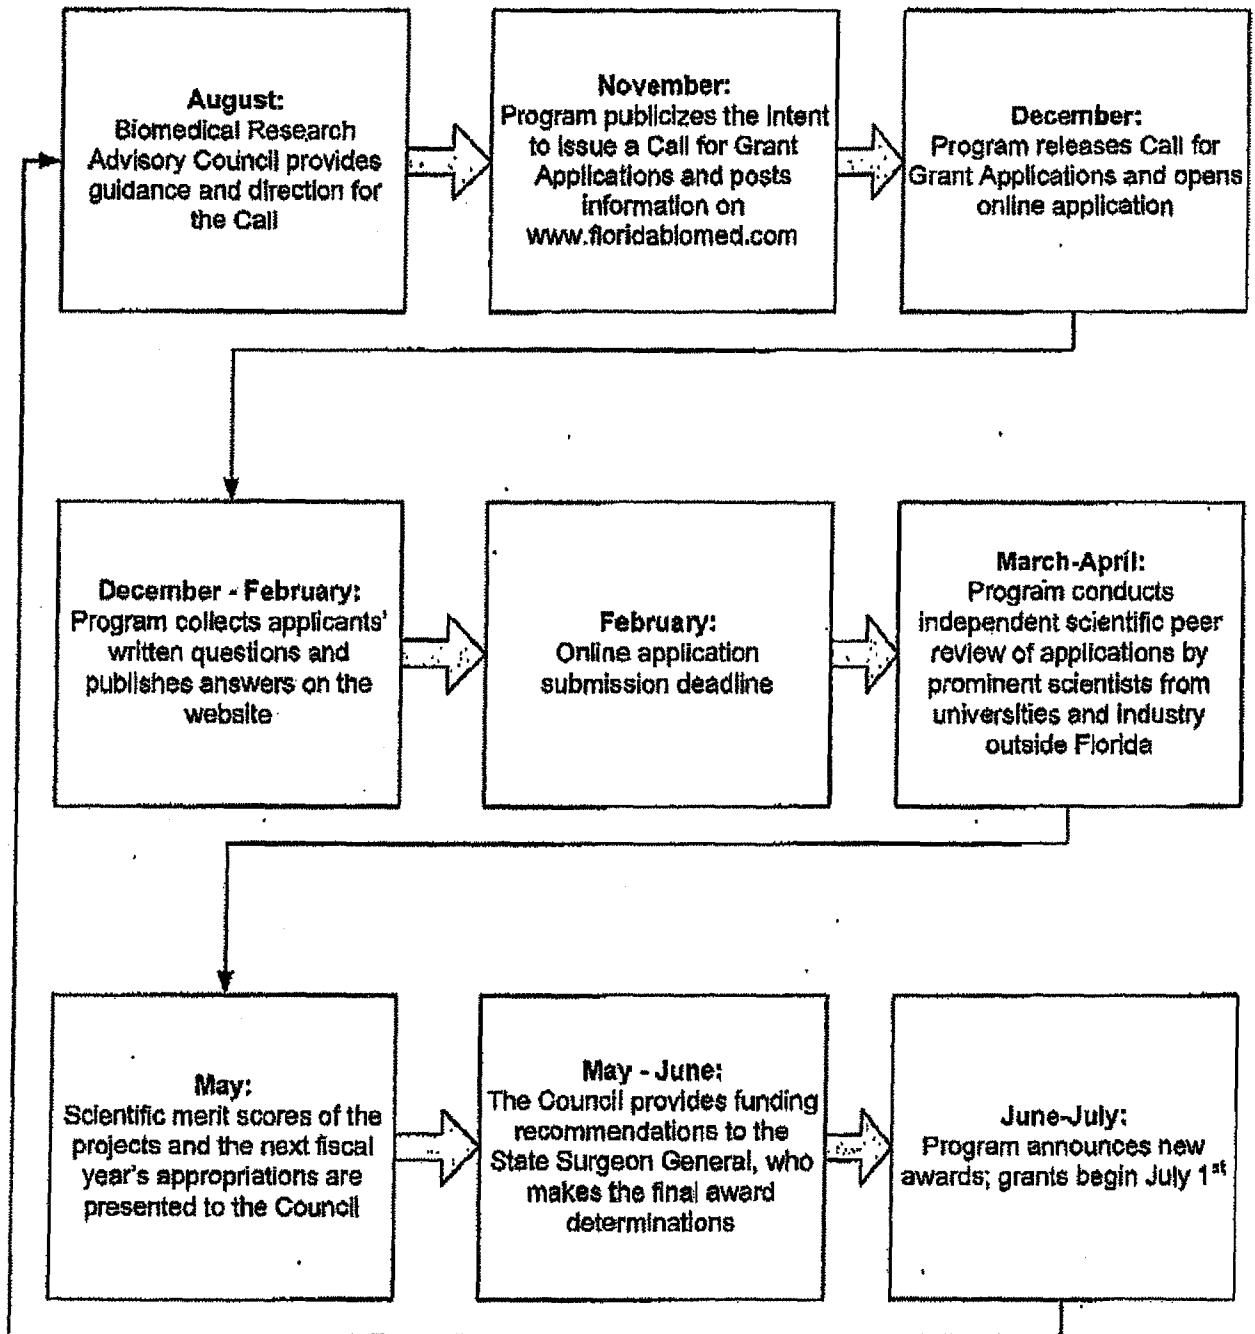 August:
Biomedical Research
Advisory Council provides
guidance and direction for
the Call
November:
Program publicizes the intent
to issue a Call for Grant
Applications and posts
information on
www.floridabiomed.com
December:
Program releases Call for
Grant Applications and opens
online application
December - February:
Program collects applicants'
written questions and
publishes answers on the
website
February:
Online application
submission deadline
March-April:
Program conducts
independent scientific peer
review of applications by
prominent scientists from
universities and industry
outside Florida
May:
Scientific merit scores of the
projects and the next fiscal
year's appropriations are
presented to the Council
May - June:
The Council provides funding
recommendations to the
State Surgeon General, who
makes the final award
determinations
June-July:
Program announces new
awards; grants begin July 1st